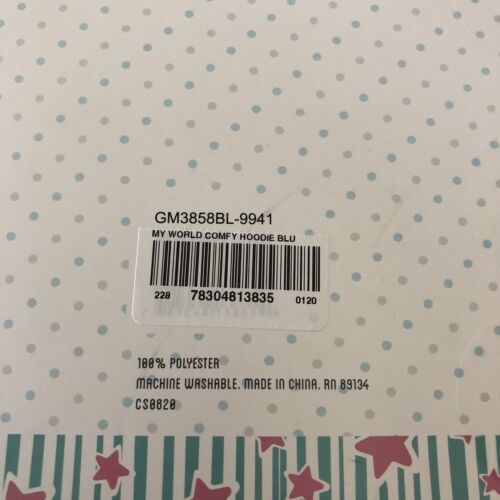 GM3858BL-9941
MY WORLD COMFY HOODIE BLU
228 78304813835 0120
100% POLYESTER
MACHINE WASHABLE. MADE IN CHINA. RN 89134
CS0620